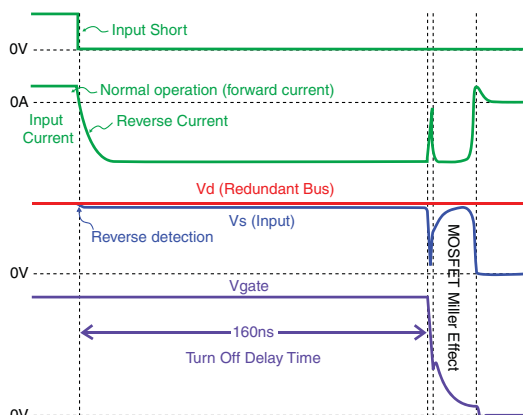 Input Short
0V
Normal operation (forward current)
0A
Input
Current
Reverse Current
Vd (Redundant Bus)
Vs (Input)
Reverse detection
0V
MOSFET Miller Effect
Vgate
160ns
Turn Off Delay Time
0V